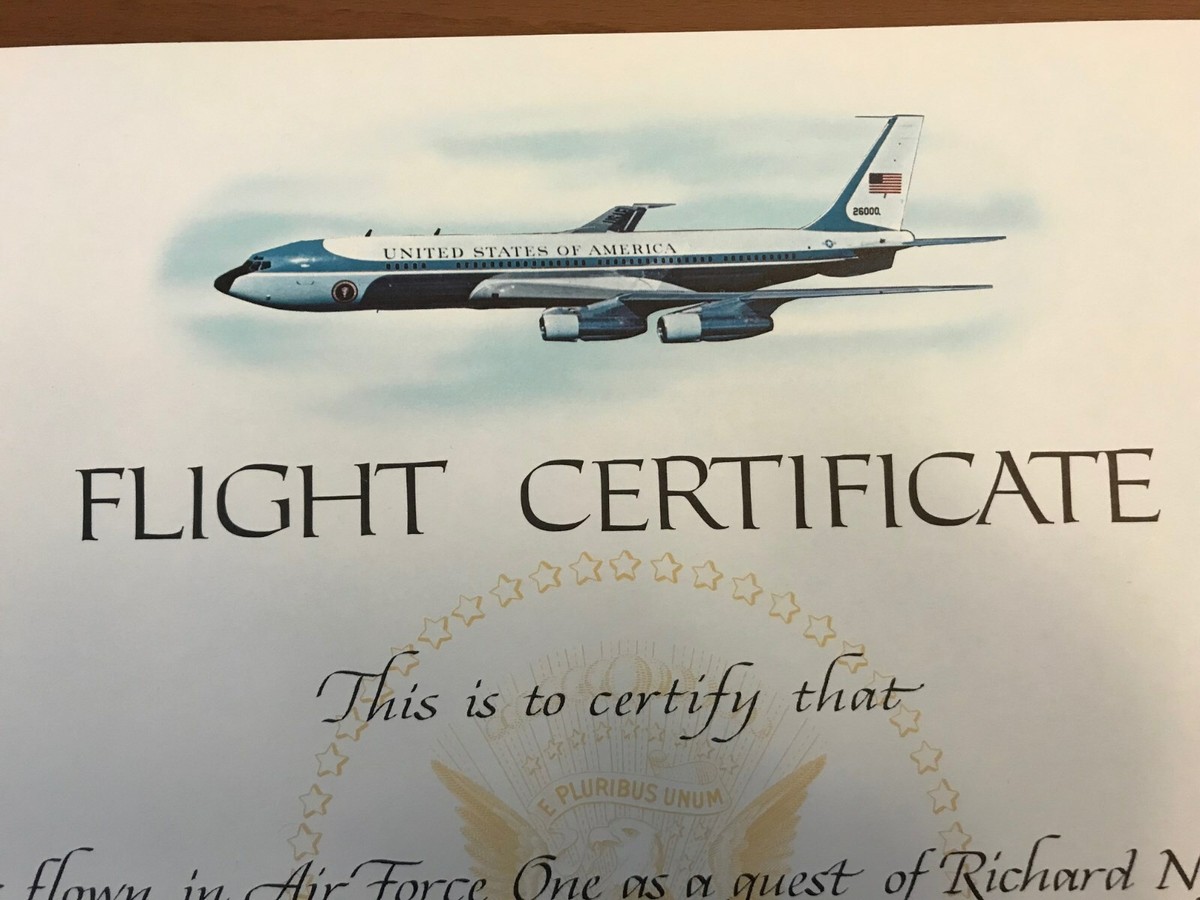 UNITED STATES OF AMERICA
26000
FLIGHT CERTIFICATE
This is to certify that
E PLURIBUS UNUM
flown in Air Force One as a guest of Richard N